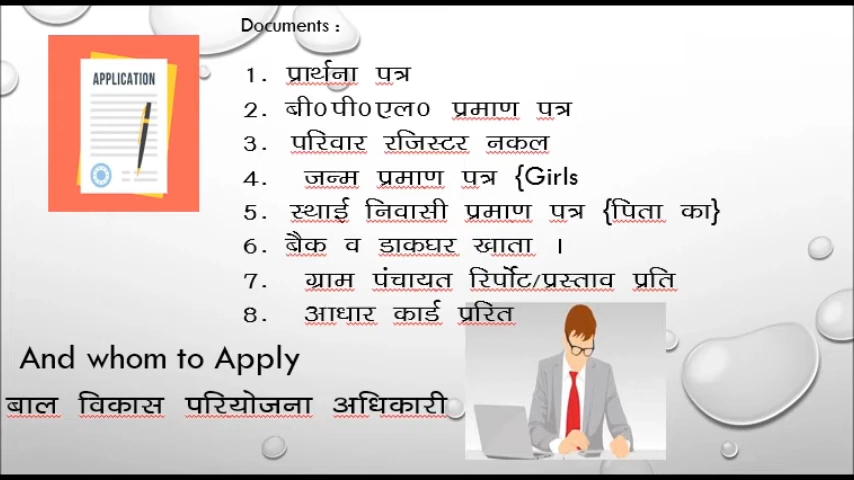 Documents :
APPLICATION
1. प्रार्थना पत्र
2. बी0पी0एल0 प्रमाण पत्र
3. परिवार रजिस्टर नकल
4. जन्म प्रमाण पत्र {Girls
5. स्थाई निवासी प्रमाण पत्र {पिता का}
6. बैक व डाकघर खाता ।
7. ग्राम पंचायत रिर्पोट/प्रस्ताव प्रति
8. आधार कार्ड प्ररित
And whom to Apply
बाल विकास परियोजना अधिकारी